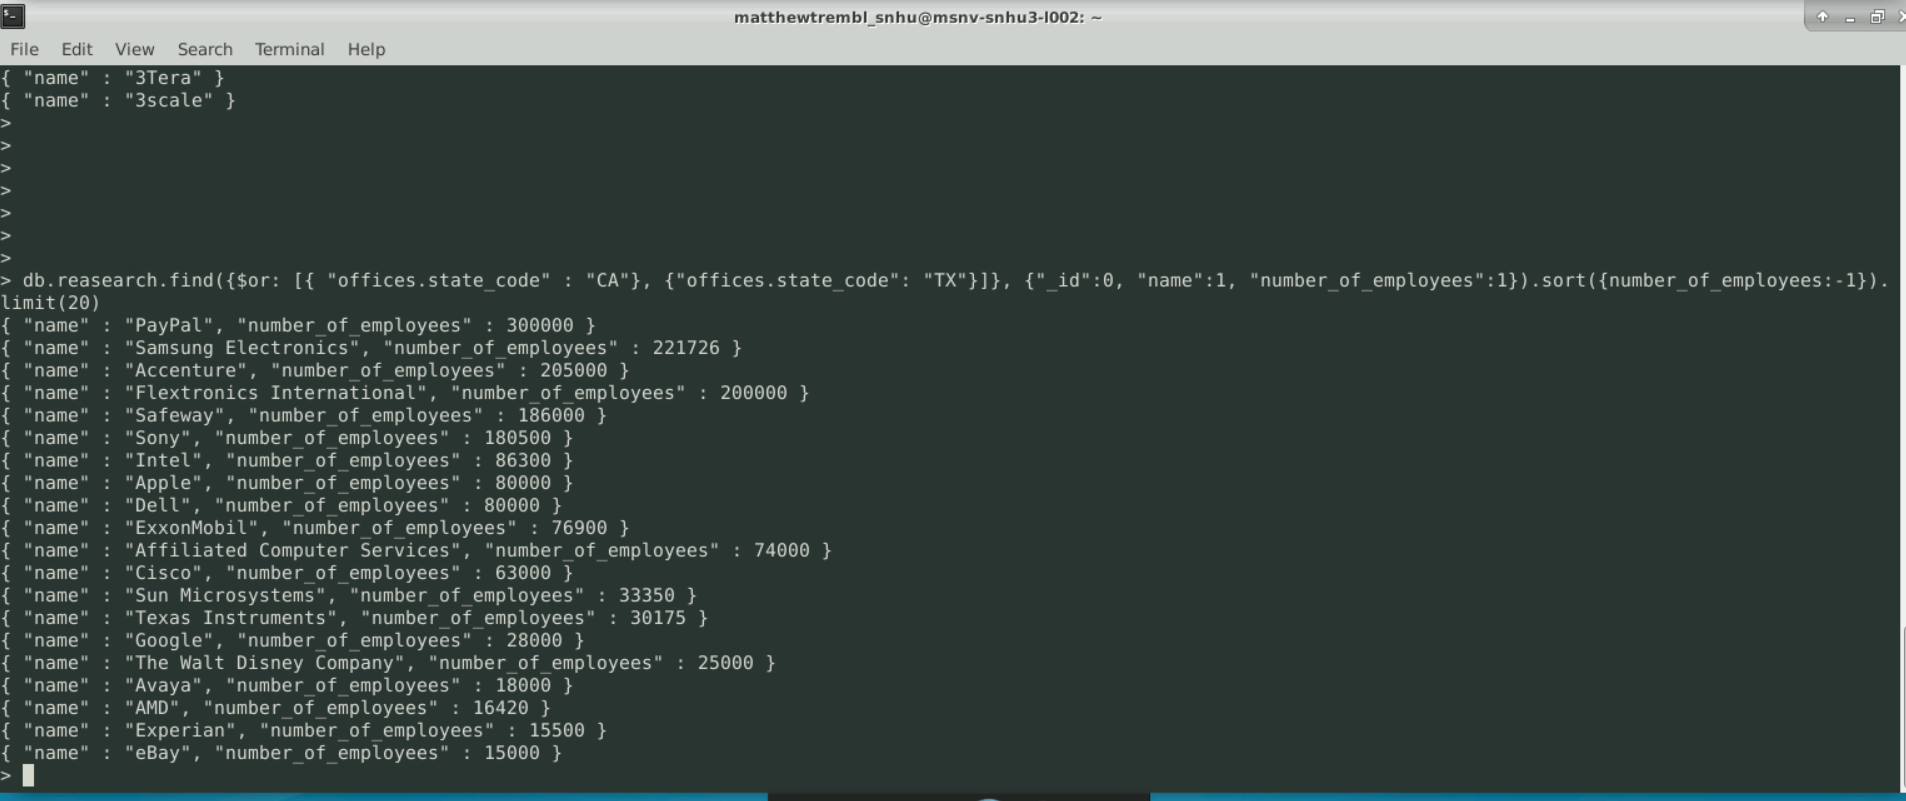 matthewtrembl_snhu@msnv-snhu3-l002: ~
File Edit View Search Terminal Help
{ "name" : "3Tera" }
{ "name" : "3scale" }
>
>
>
>
>
>
>
> db.reasearch.find({$or: [{ "offices.state_code" : "CA"}, {"offices.state_code": "TX"}]}, {"_id":0, "name":1, "number_of_employees":1}).sort({number_of_employees:-1}).
limit(20)
{ "name" : "PayPal", "number_of_employees" : 300000 }
{ "name" : "Samsung Electronics", "number_of_employees" : 221726 }
{ "name" : "Accenture", "number_of_employees" : 205000 }
{ "name" : "Flextronics International", "number_of_employees" : 200000 }
{ "name" : "Safeway", "number_of_employees" : 186000 }
{ "name" : "Sony", "number_of_employees" : 180500 }
{ "name" : "Intel", "number_of_employees" : 86300 }
{ "name" : "Apple", "number_of_employees" : 80000 }
{ "name" : "Dell", "number_of_employees" : 80000 }
{ "name" : "ExxonMobil", "number_of_employees" : 76900 }
{ "name" : "Affiliated Computer Services", "number_of_employees" : 74000 }
{ "name" : "Cisco", "number_of_employees" : 63000 }
{ "name" : "Sun Microsystems", "number_of_employees" : 33350 }
{ "name" : "Texas Instruments", "number_of_employees" : 30175 }
{ "name" : "Google", "number_of_employees" : 28000 }
{ "name" : "The Walt Disney Company", "number_of_employees" : 25000 }
{ "name" : "Avaya", "number_of_employees" : 18000 }
{ "name" : "AMD", "number_of_employees" : 16420 }
{ "name" : "Experian", "number_of_employees" : 15500 }
{ "name" : "eBay", "number_of_employees" : 15000 }
>